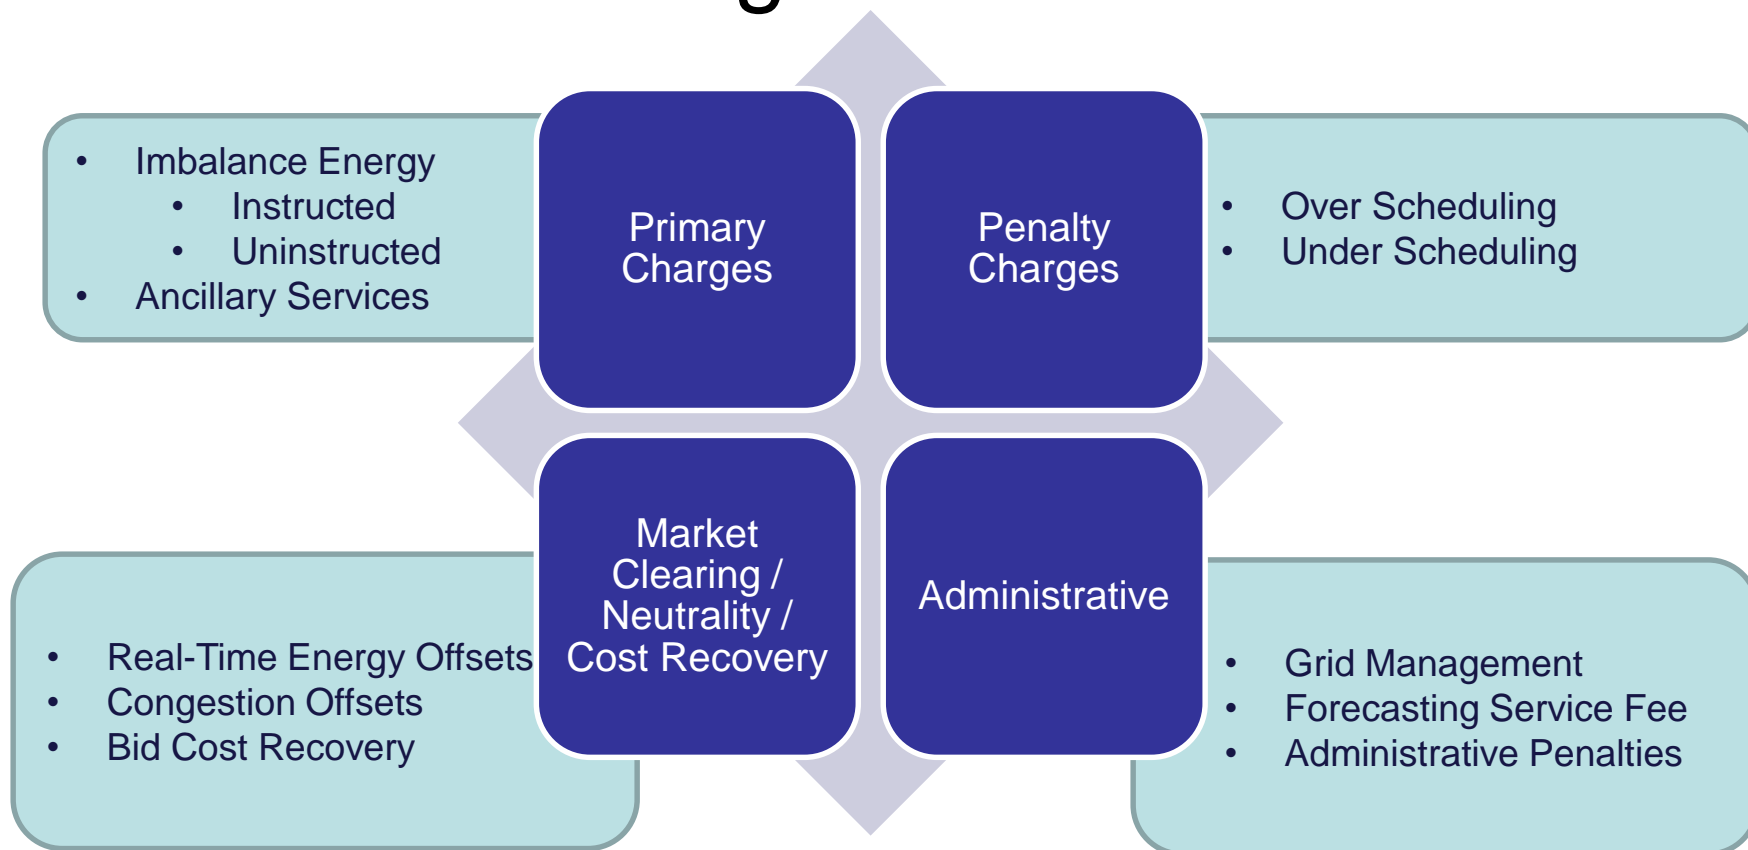 • Imbalance Energy
• Instructed
• Uninstructed
• Ancillary Services
Primary
Charges
Penalty
Charges
• Over Scheduling
• Under Scheduling
Market
Clearing /
Neutrality /
Cost Recovery
Administrative
• Real-Time Energy Offsets
• Congestion Offsets
• Bid Cost Recovery
• Grid Management
• Forecasting Service Fee
• Administrative Penalties